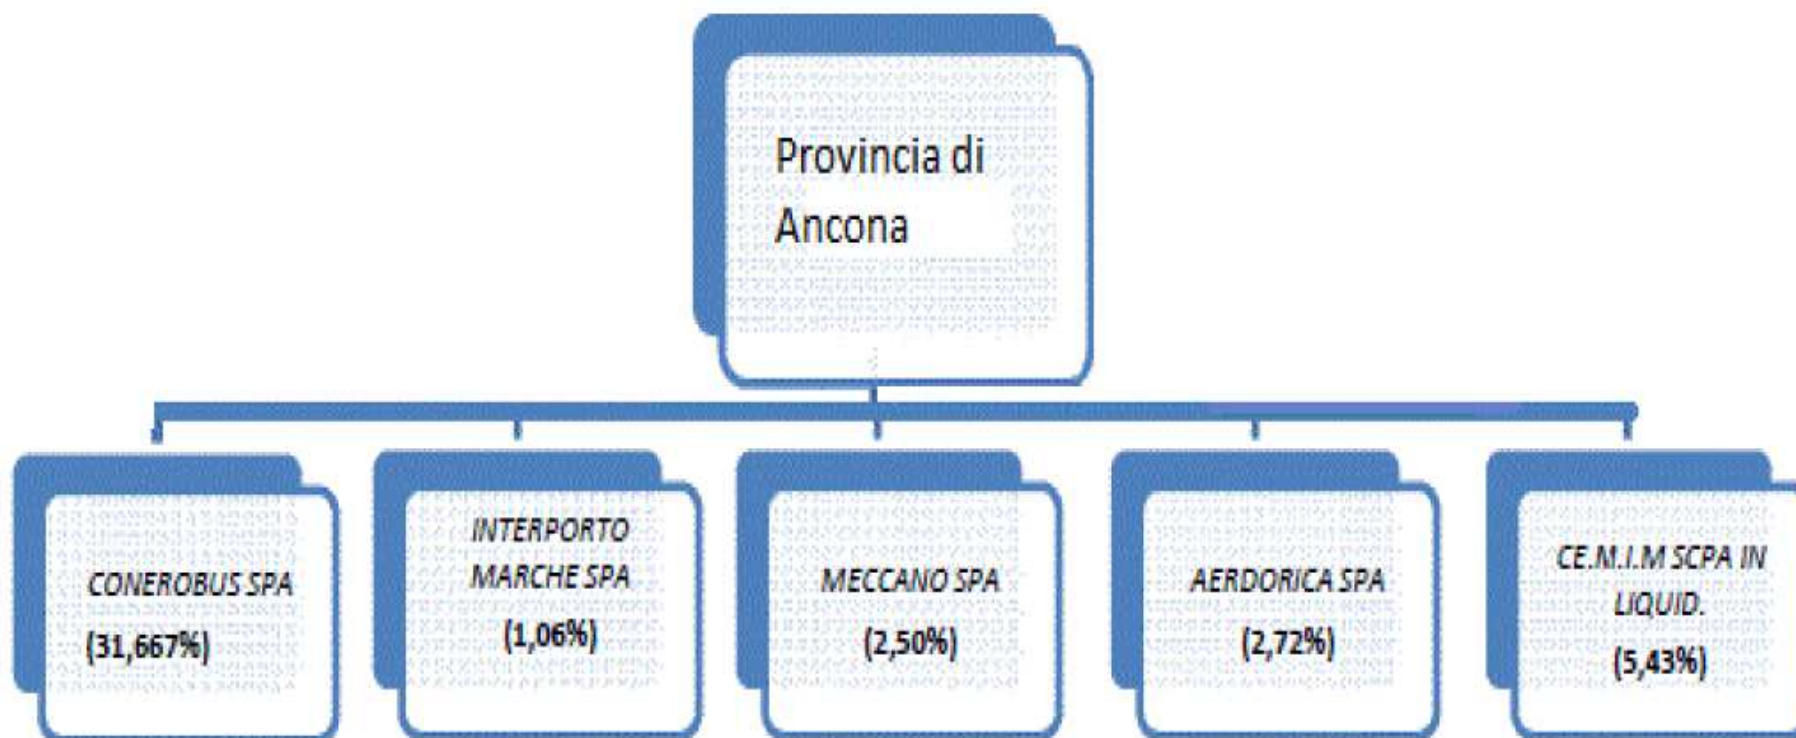 Provincia di
Ancona
CONEROBUS SPA
(31,667%)
INTERPORTO
MARCHE SPA
(1,06%)
MECCANO SPA
(2,50%)
AERDORICA SPA
(2,72%)
CE.M.I.M SCPA IN
LIQUID.
(5,43%)